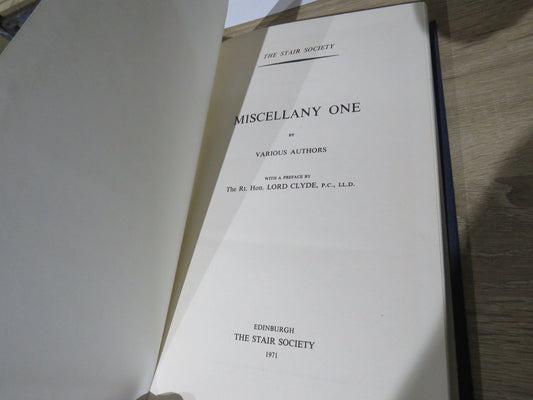 THE STAIR SOCIETY
MISCELLANY ONE
BY
VARIOUS AUTHORS
WITH A PREFACE BY
The Rt. Hon. LORD CLYDE, P.C., LL.D.
EDINBURGH
THE STAIR SOCIETY
1971